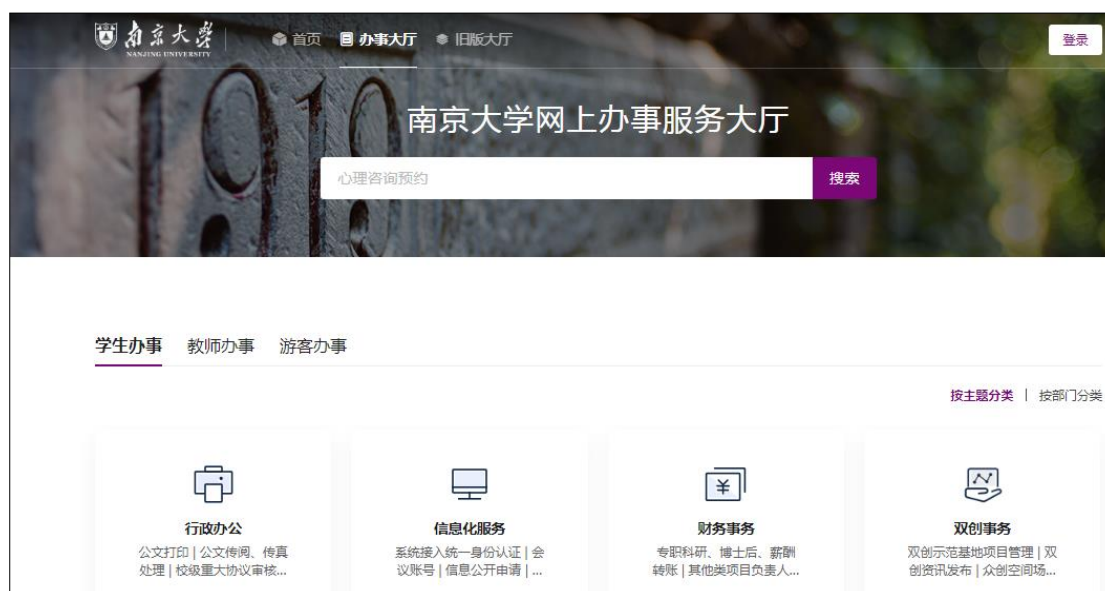 南京大学
NANJING UNIVERSITY
首页 办事大厅 旧版大厅
登录
1919
南京大学网上办事服务大厅
心理咨询预约 搜索
学生办事 教师办事 游客办事
按主题分类 | 按部门分类
行政办公
公文打印 | 公文传阅、传真
处理 | 校级重大协议审核...
信息化服务
系统接入统一身份认证 | 会
议账号 | 信息公开申请 | ...
财务事务
专职科研、博士后、薪酬
转账 | 其他类项目负责人...
双创事务
双创示范基地项目管理 | 双
创资讯发布 | 众创空间场...